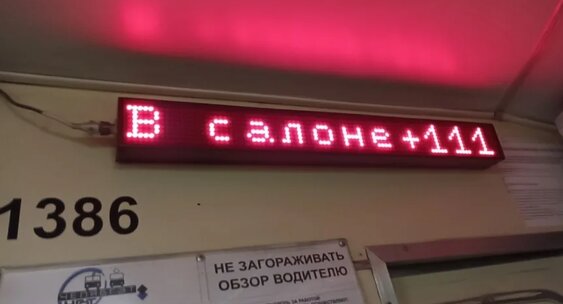 В салоне +111
1386
НЕ ЗАГОРАЖИВАТЬ
ОБЗОР ВОДИТЕЛЮ